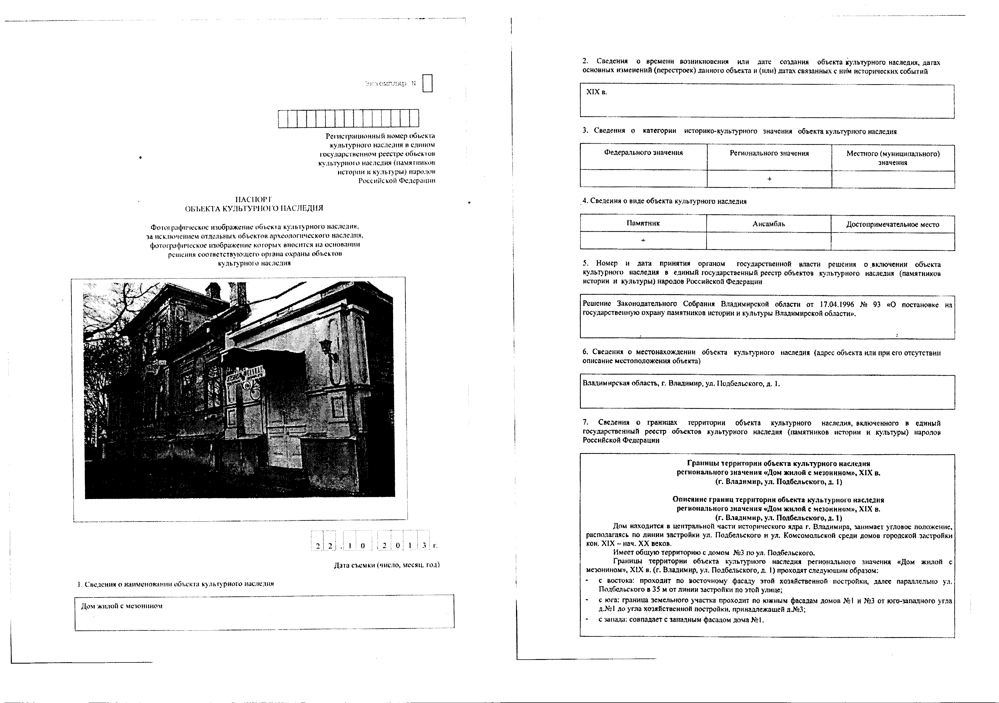 экземпляр N
Регистрационный номер объекта
культурного наследия в едином
государственном реестре объектов
культурного наследия (памятников
истории и культуры) народов
Российской Федерации
ПАСПОРТ
ОБЪЕКТА КУЛЬТУРНОГО НАСЛЕДИЯ
Фотографическое изображение объекта культурного наследия,
за исключением отдельных объектов археологического наследия,
фотографическое изображение которых вносится на основании
решения соответствующего органа охраны объектов
культурного наследия
22.10 2013 г.
Дата съемки (число, месяц, год)
1. Сведения о наименовании объекта культурного наследия
Дом жилой с мезонином
2. Сведения о времени возникновения или дате создания объекта культурного наследия, датах
основных изменений (перестроек) данного объекта и (или) датах связанных с ним исторических событий
XIX в.
3. Сведения о категории историко-культурного значения объекта культурного наследия
Федерального значения Регионального значения Местного (муниципального)
значения
+
4. Сведения о виде объекта культурного наследия
Памятник Ансамбль Достопримечательное место
+
5. Номер и дата принятия органом государственной власти решения о включении объекта
культурного наследия в единый государственный реестр объектов культурного наследия (памятников
истории и культуры) народов Российской Федерации
Решение Законодательного Собрания Владимирской области от 17.04.1996 № 93 «О постановке на
государственную охрану памятников истории и культуры Владимирской области».
6. Сведения о местонахождении объекта культурного наследия (адрес объекта или при его отсутствии
описание местоположения объекта)
Владимирская область, г. Владимир, ул. Подбельского, д. 1.
7. Сведения о границах территории объекта культурного наследия, включенного в единый
государственный реестр объектов культурного наследия (памятников истории и культуры) народов
Российской Федерации
Границы территории объекта культурного наследия
регионального значения «Дом жилой с мезонином», XIX в.
(г. Владимир, ул. Подбельского, д. 1)
Описание границ территории объекта культурного наследия
регионального значения «Дом жилой с мезонином», XIX в.
(г. Владимир, ул. Подбельского, д. 1)
Дом находится в центральной части исторического ядра г. Владимира, занимает угловое положение,
располагаясь по линии застройки ул. Подбельского и ул. Комсомольской среди домов городской застройки
кон. XIX – нач. XX веков.
Имеет общую территорию с домом №3 по ул. Подбельского.
Границы территории объекта культурного наследия регионального значения «Дом жилой с
мезонином», XIX в. (г. Владимир, ул. Подбельского, д. 1) проходят следующим образом:
- с востока: проходит по восточному фасаду этой хозяйственной постройки, далее параллельно ул.
Подбельского в 35 м от линии застройки по этой улице;
- с юга: граница земельного участка проходит по южным фасадам домов №1 и №3 от юго-западного угла
д.№1 до угла хозяйственной постройки, принадлежащей д.№3;
- с запада: совпадает с западным фасадом дома №1.